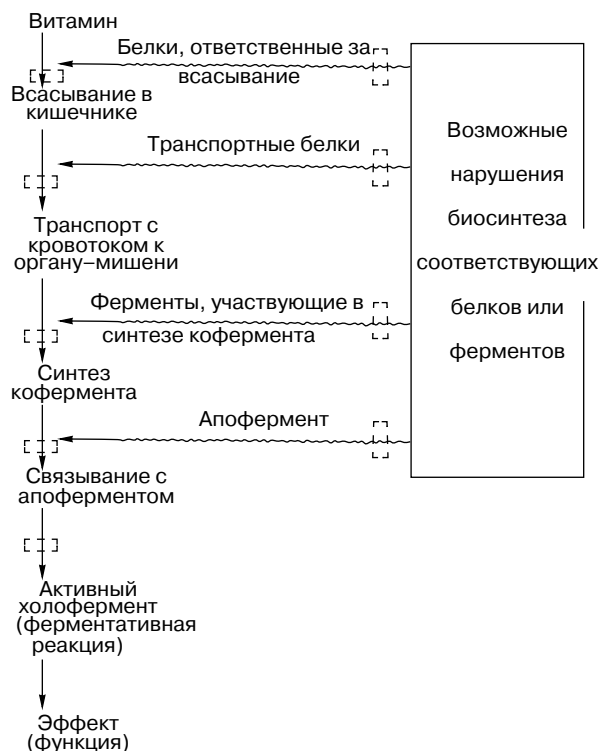 Витамин
Белки, ответственные за
всасывание
Всасывание в
кишечнике
Транспортные белки
Транспорт с
кровотоком к
органу–мишени
Ферменты, участвующие в
синтезе кофермента
Синтез
кофермента
Апофермент
Связывание с
апоферментом
Активный
холофермент
(ферментативная
реакция)
Эффект
(функция)
Возможные
нарушения
биосинтеза
соответствующих
белков или
ферментов